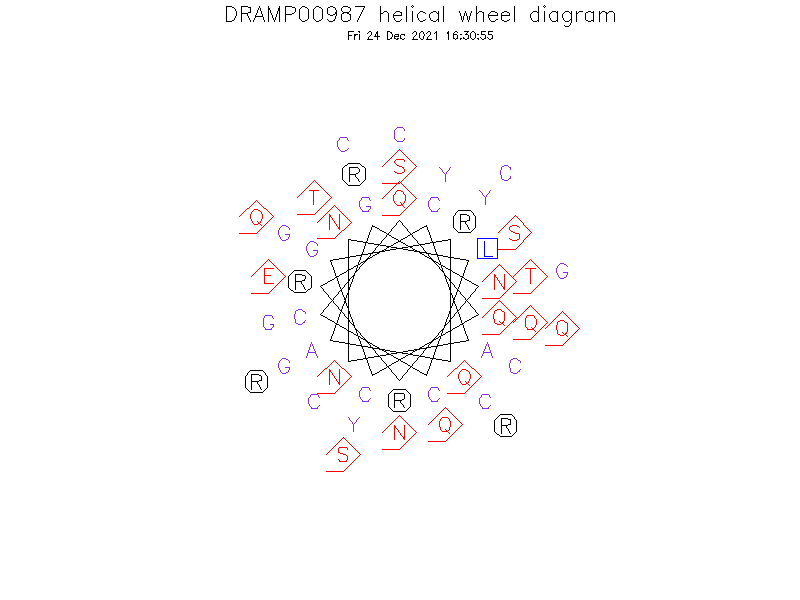 DRAMP00987 helical wheel diagram
Fri 24 Dec 2021 16:30:55
C C
R S Y C
T Q Y
Q N G C R
G S
G L
E R N T G
G C Q Q Q
A A
R G N Q C
C C R C C
Y N Q R
S